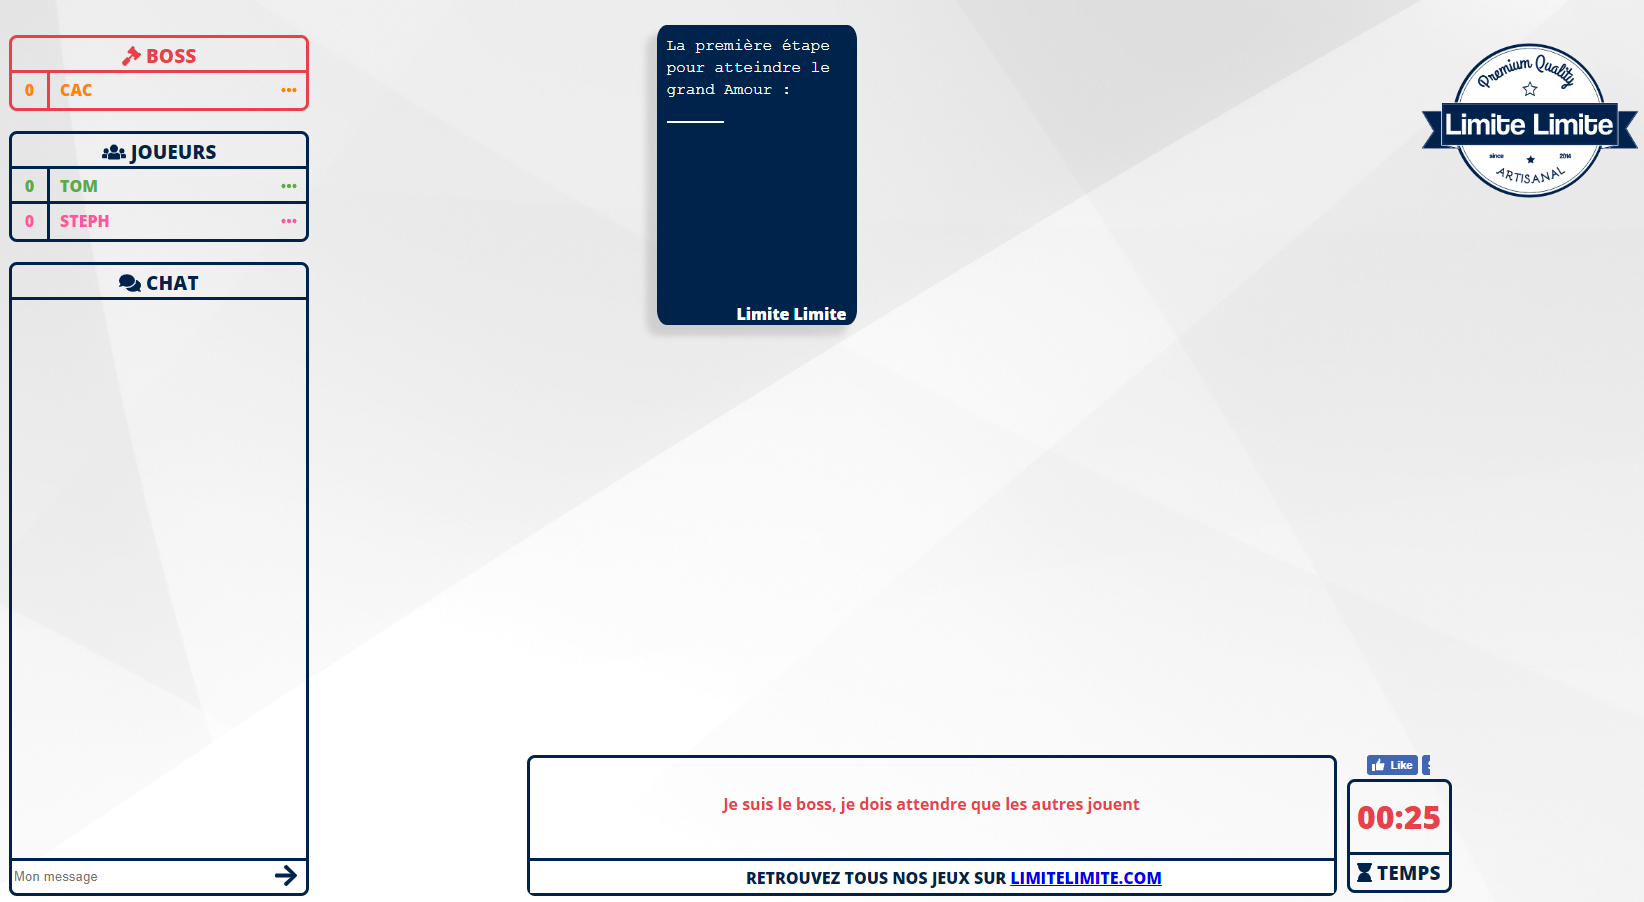 BOSS
0 CAC
JOUEURS
0 TOM
0 STEPH
CHAT
Mon message
La première étape
pour atteindre le
grand Amour :
______
Limite Limite
Premium Quality
Limite Limite
since 2014
ARTISANAL
Je suis le boss, je dois attendre que les autres jouent
RETROUVEZ TOUS NOS JEUX SUR LIMITELIMITE.COM
Like
00:25
TEMPS